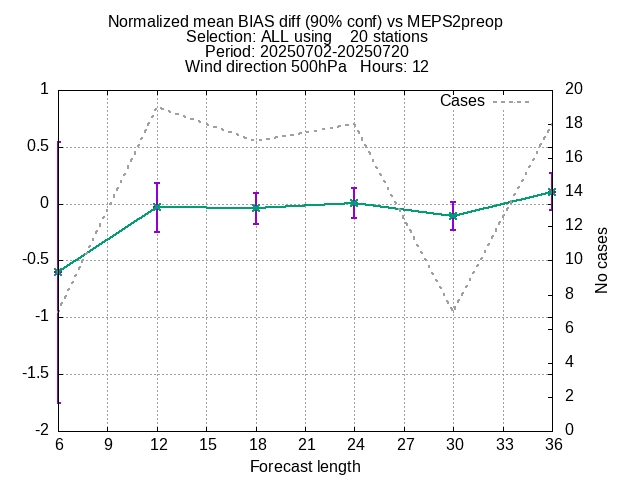 Normalized mean BIAS diff (90% conf) vs MEPS2preop
Selection: ALL using    20 stations
Period: 20250702-20250720
Wind direction 500hPa   Hours: 12
Cases
1
0.5
0
-0.5
-1
-1.5
-2
20
18
16
14
12
10
8
6
4
2
0
No cases
6 9 12 15 18 21 24 27 30 33 36
Forecast length